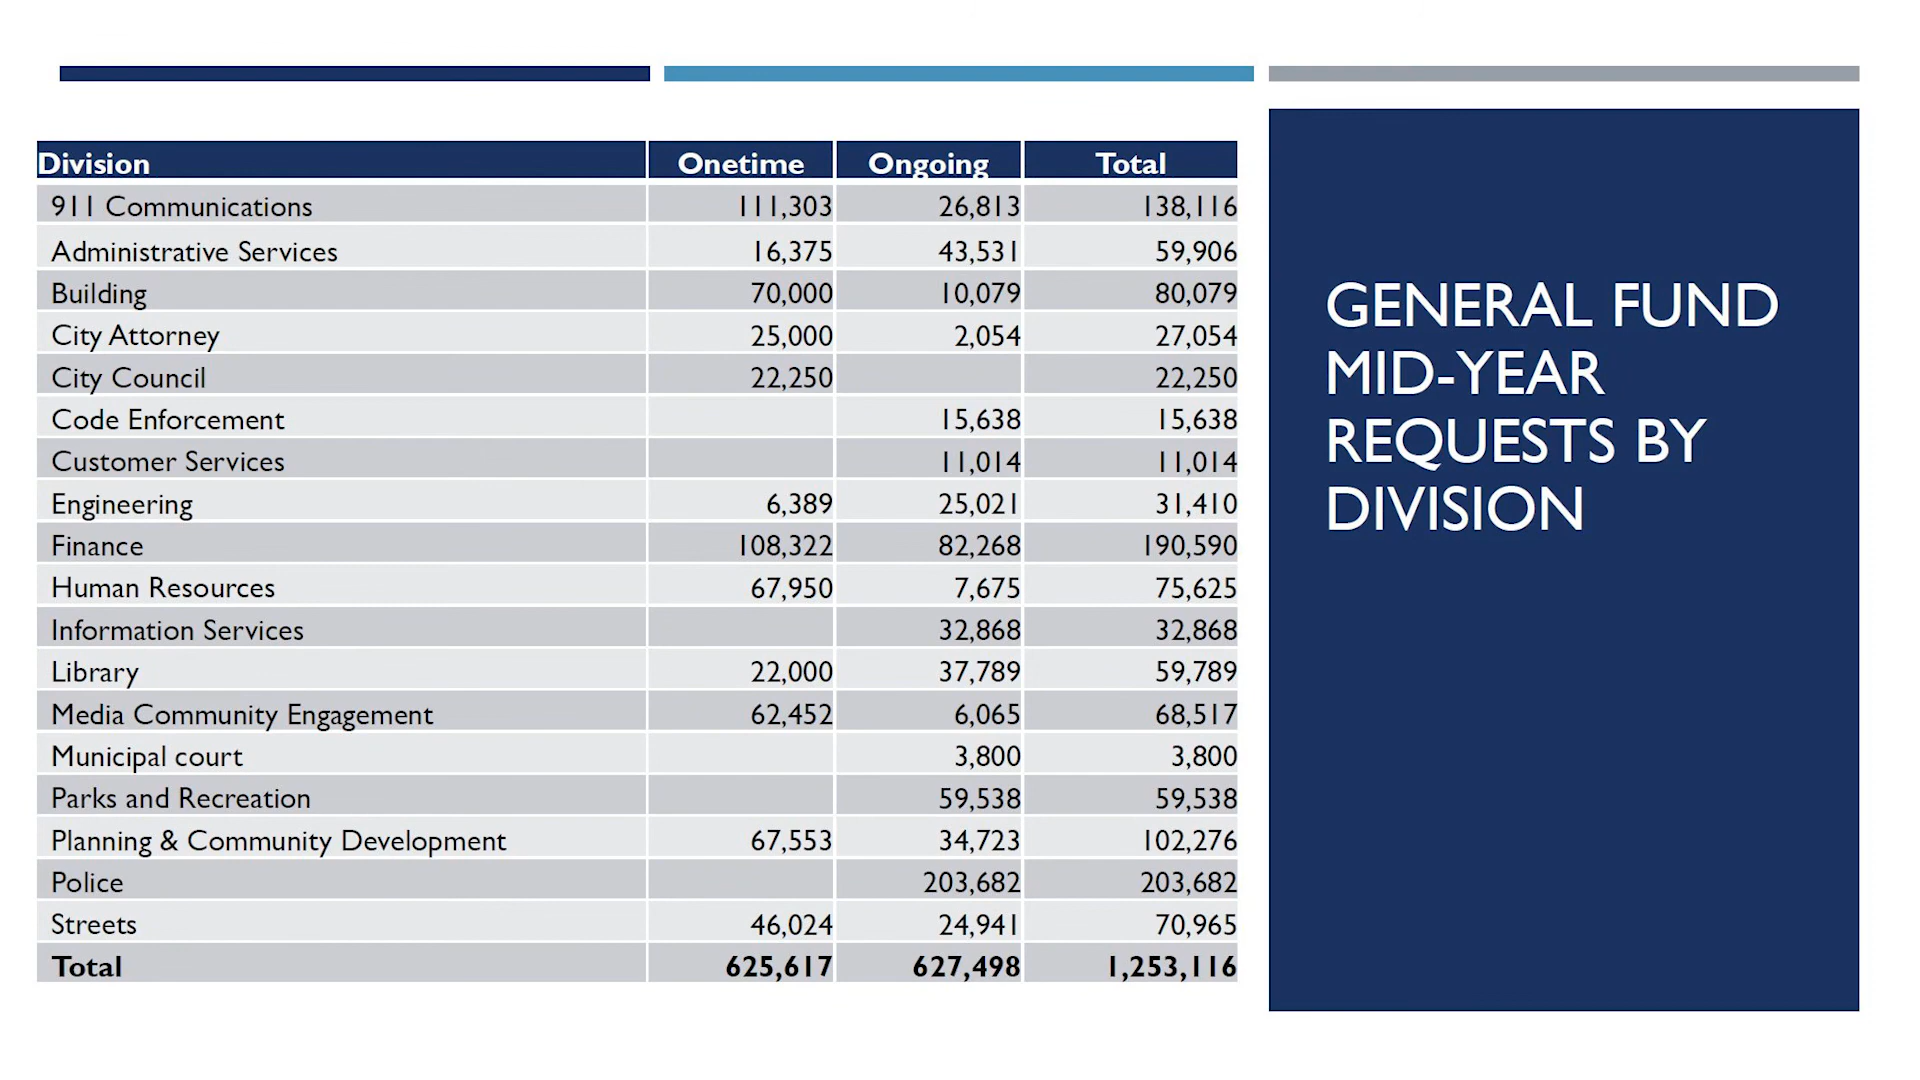 Division Onetime Ongoing Total
911 Communications 111,303 26,813 138,116
Administrative Services 16,375 43,531 59,906
Building 70,000 10,079 80,079
City Attorney 25,000 2,054 27,054
City Council 22,250 22,250
Code Enforcement 15,638 15,638
Customer Services 11,014 11,014
Engineering 6,389 25,021 31,410
Finance 108,322 82,268 190,590
Human Resources 67,950 7,675 75,625
Information Services 32,868 32,868
Library 22,000 37,789 59,789
Media Community Engagement 62,452 6,065 68,517
Municipal court 3,800 3,800
Parks and Recreation 59,538 59,538
Planning & Community Development 67,553 34,723 102,276
Police 203,682 203,682
Streets 46,024 24,941 70,965
Total 625,617 627,498 1,253,116
GENERAL FUND
MID-YEAR
REQUESTS BY
DIVISION